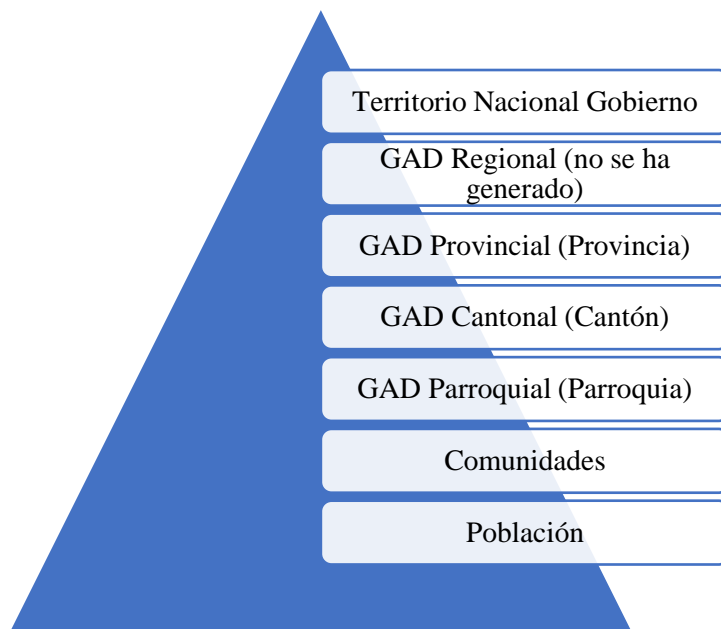 Territorio Nacional Gobierno
GAD Regional (no se ha
generado)
GAD Provincial (Provincia)
GAD Cantonal (Cantón)
GAD Parroquial (Parroquia)
Comunidades
Población